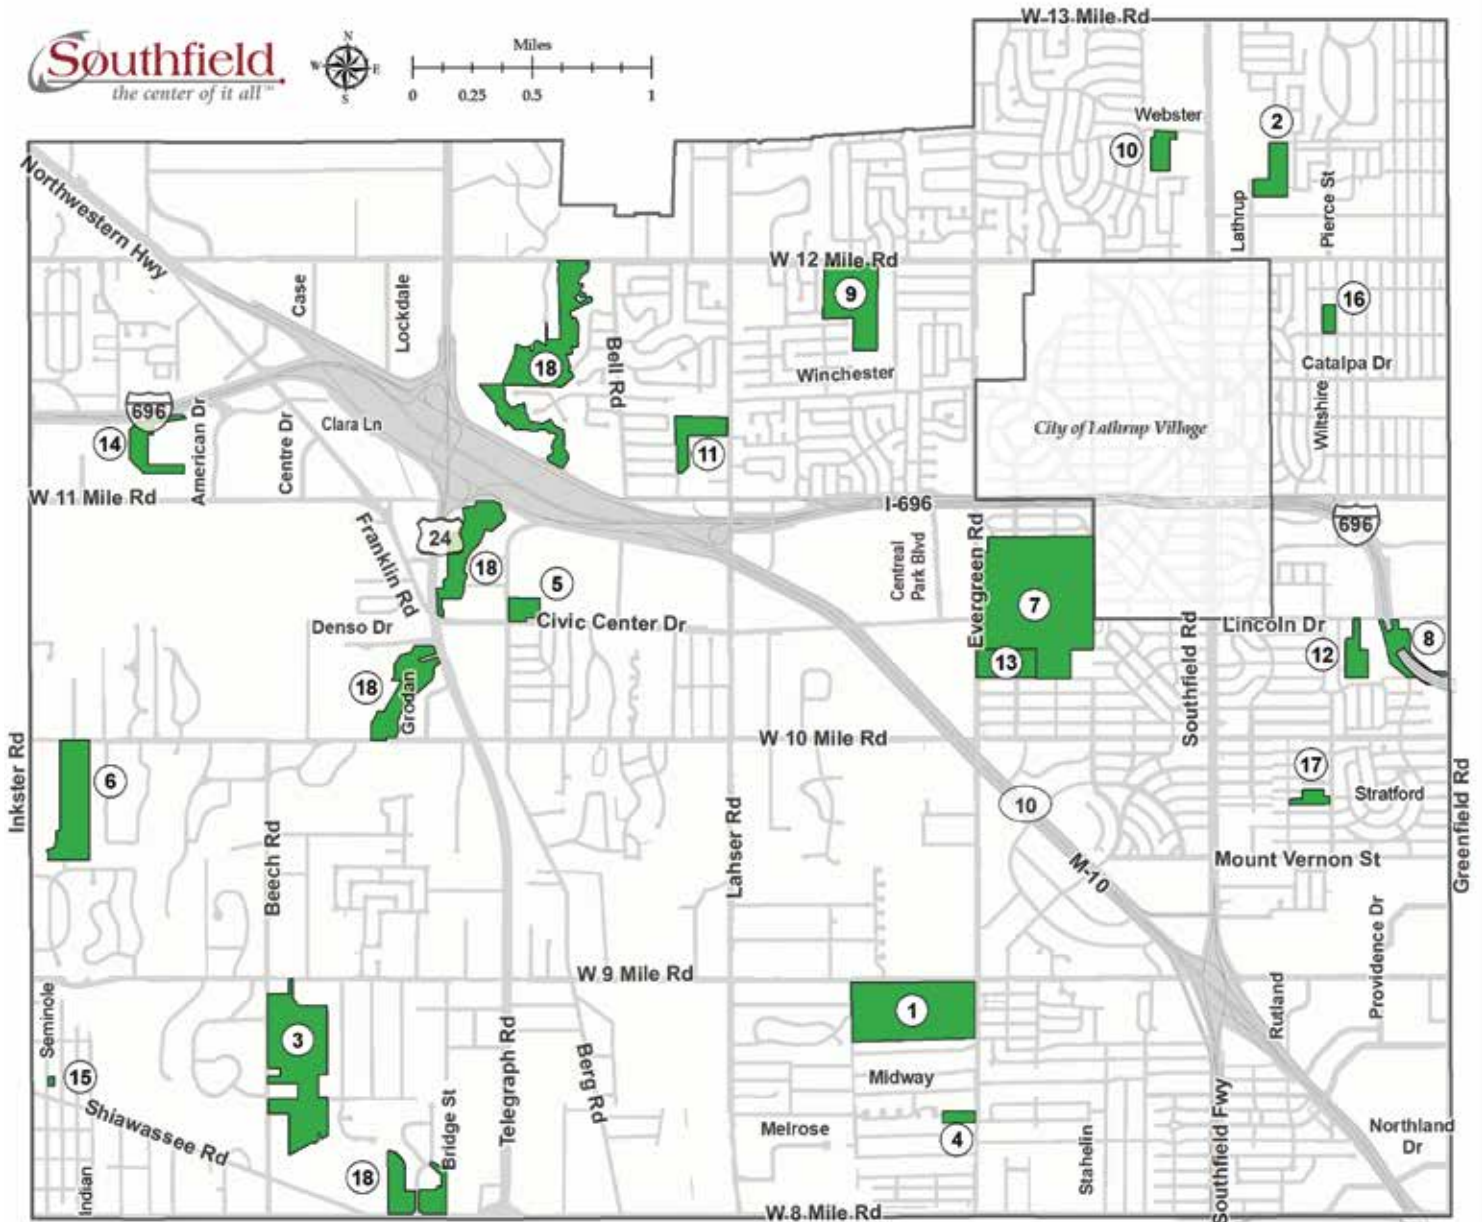 W 13 Mile Rd
Southfield
the center of it all™
N
W
E
S
Miles
0 0.25 0.5 1
Webster
2
10
Northwestern Hwy
Lathrup
Pierce St
W 12 Mile Rd
Case
Lockdale
9
16
18
Bell Rd
Winchester
Catalpa Dr
696
American Dr
Centre Dr
Clara Ln
14
11
City of Lathrup Village
Wiltshire
W 11 Mile Rd
I-696
Franklin Rd
24
18
5
Centreal
Park Blvd
Evergreen Rd
7
696
Denso Dr
Civic Center Dr
Southfield Rd
Lincoln Dr
8
12
13
18
Grodan
W 10 Mile Rd
Inkster Rd
6
17
Stratford
10
Greenfield Rd
Beech Rd
Lahser Rd
M-10
Mount Vernon St
Providence Dr
W 9 Mile Rd
Seminole
3
1
Rutland
15
Telegraph Rd
Berg Rd
Midway
Shiawassee Rd
Bridge St
Melrose
4
Stahelin
Southfield Fwy
Northland
Dr
Indian
18
W 8 Mile Rd